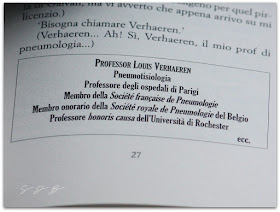 licenzio.)
'Bisogna chiamare Verhaeren.'
(Verhaeren... Ah! Sì, Verhaeren, il mio prof di
pneumologia...)
PROFESSOR LOUIS VERHAEREN
Pneumotisiologia
Professore degli ospedali di Parigi
Membro della Société française de Pneumologie
Membro onorario della Société royale de Pneumologie del Belgio
Professore honoris causa dell'Università di Rochester
ecc.
27